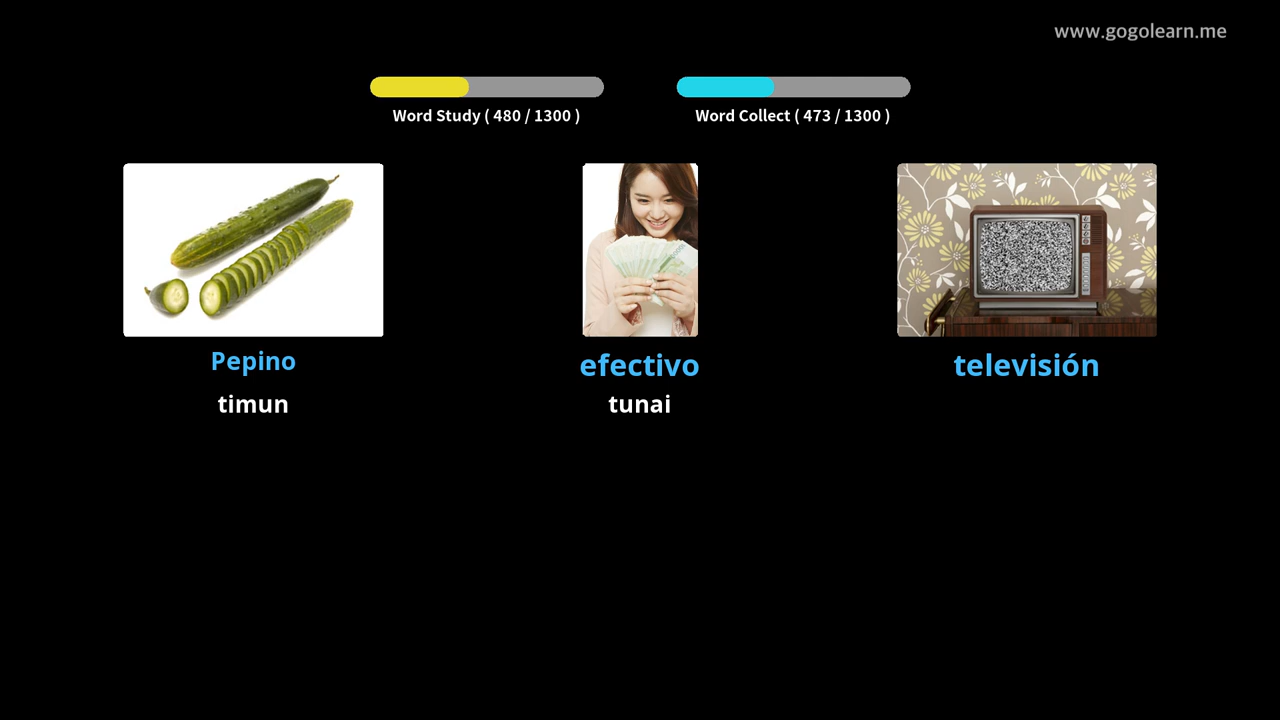 www.gogolearn.me
Word Study ( 480 / 1300 )
Word Collect ( 473 / 1300 )
Pepino
efectivo
televisión
timun
tunai